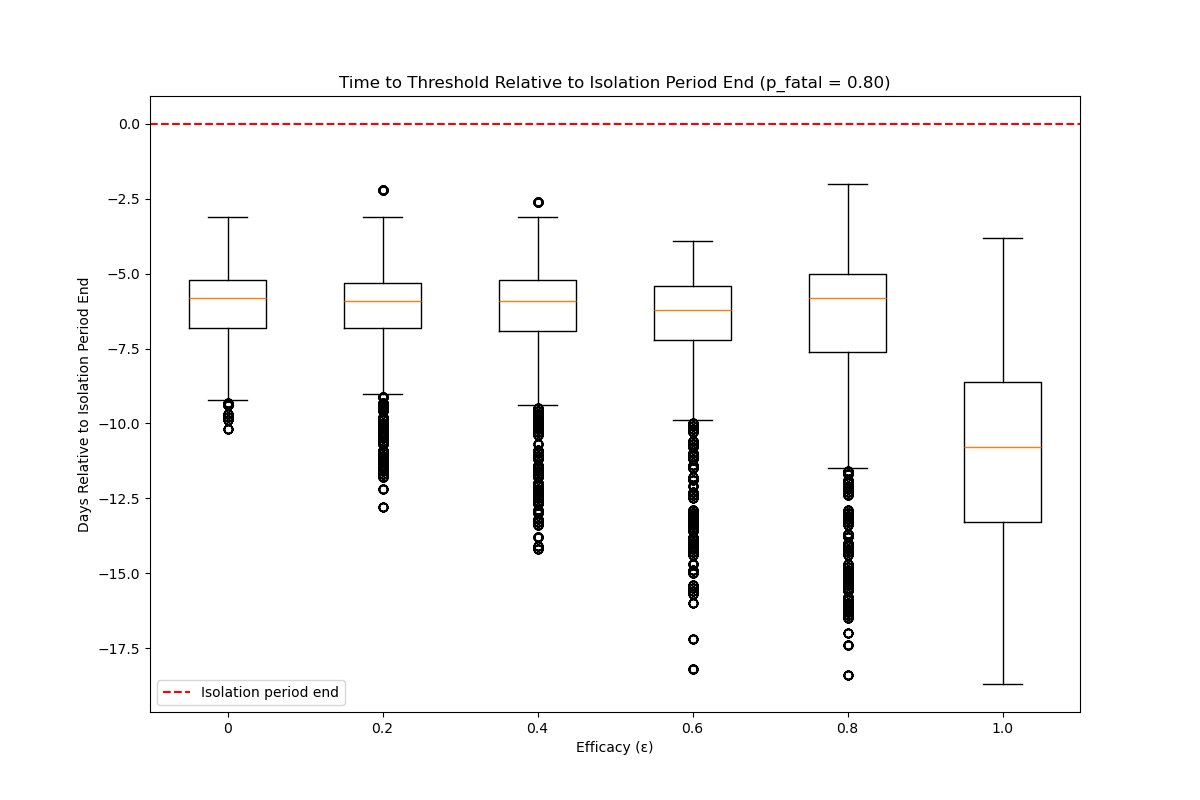 Time to Threshold Relative to Isolation Period End (p_fatal = 0.80)
Days Relative to Isolation Period End
0.0
−2.5
−5.0
−7.5
−10.0
−12.5
−15.0
−17.5
Isolation period end
0 0.2 0.4 0.6 0.8 1.0
Efficacy (ε)